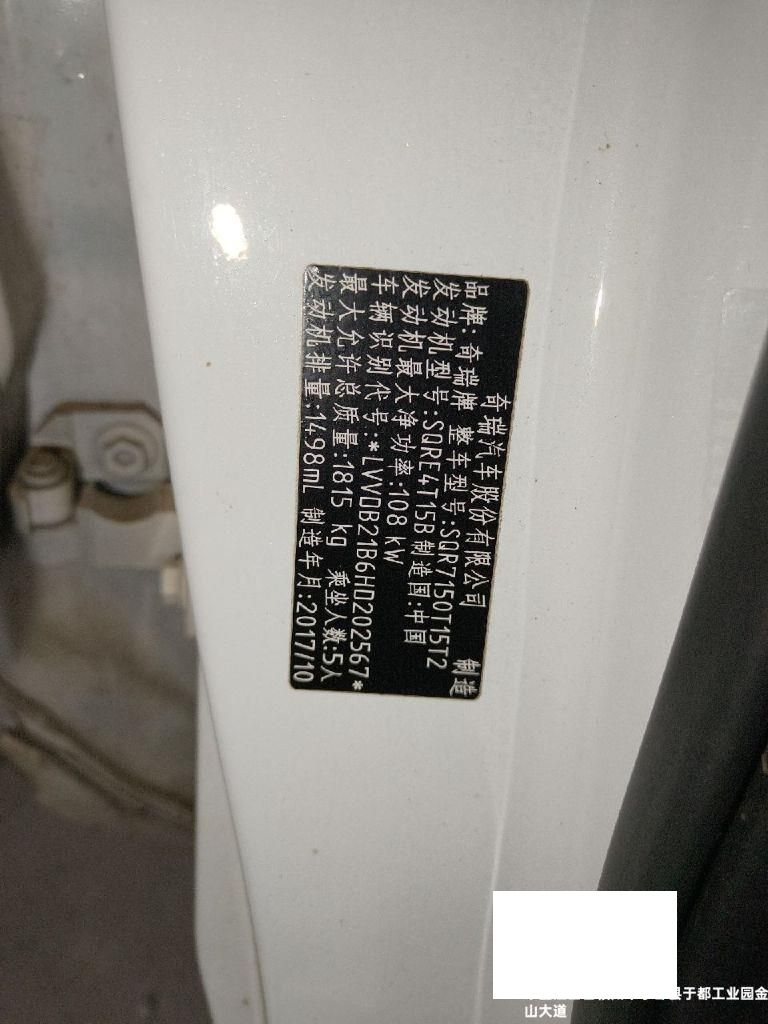 奇瑞汽车股份有限公司 制造
品牌:奇瑞牌 整车型号:SQR7150T15T2
发动机型号:SQRE4T15B 制造国:中国
发动机最大净功率:108 kW
车辆识别代号:*LVVDB21B6HD202567*
最大允许总质量:1815 kg 乘坐人数:5人
发动机排量:1498mL 制造年月:2017/10
县于都工业园金
山大道